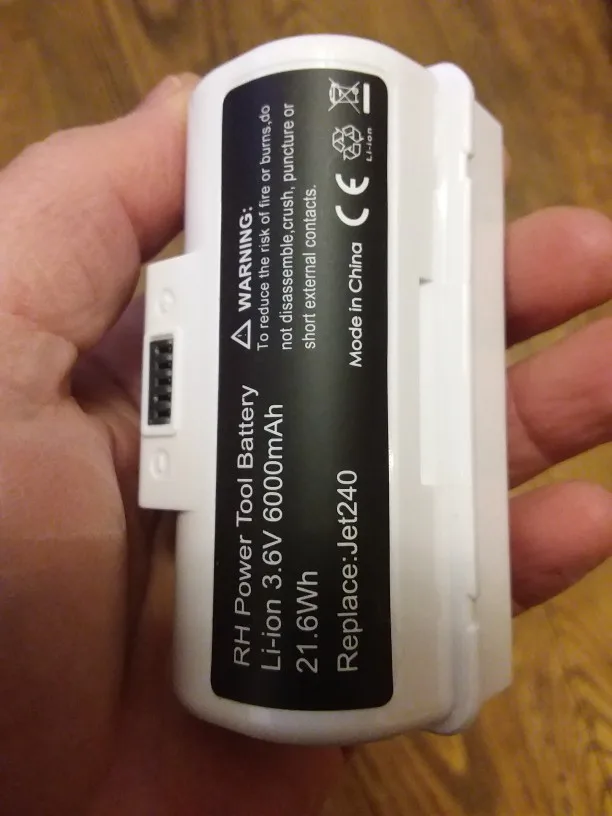 RH Power Tool Battery
Li-ion 3.6V 6000mAh
21.6Wh
Replace:Jet240
WARNING:
To reduce the risk of fire or burns,do
not disassemble,crush, puncture or
short external contacts.
Mode in China
CE
Li-ion